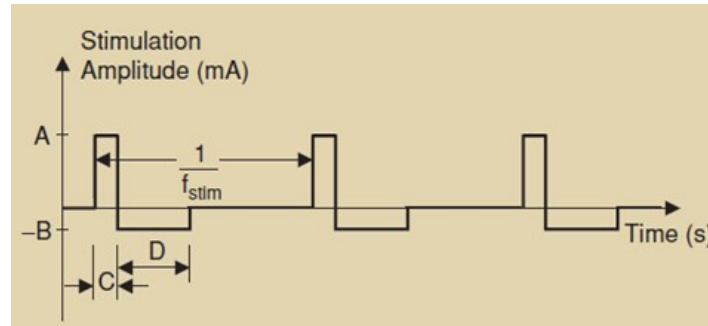 Stimulation
Amplitude (mA)
A
1
f_stim
−B
D
Time (s)
C